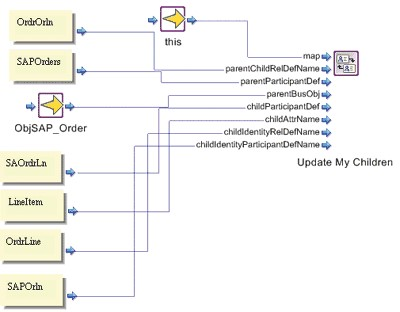 OrdrOrln
this
map
SAPOrders
parentChildRelDefName
parentParticipantDef
parentBusObj
ObjSAP_Order
childParticipantDef
childAttrName
childIdentityRelDefName
childIdentityParticipantDefName
Update My Children
SAOrdrLn
LineItem
OrdrLine
SAPOrln